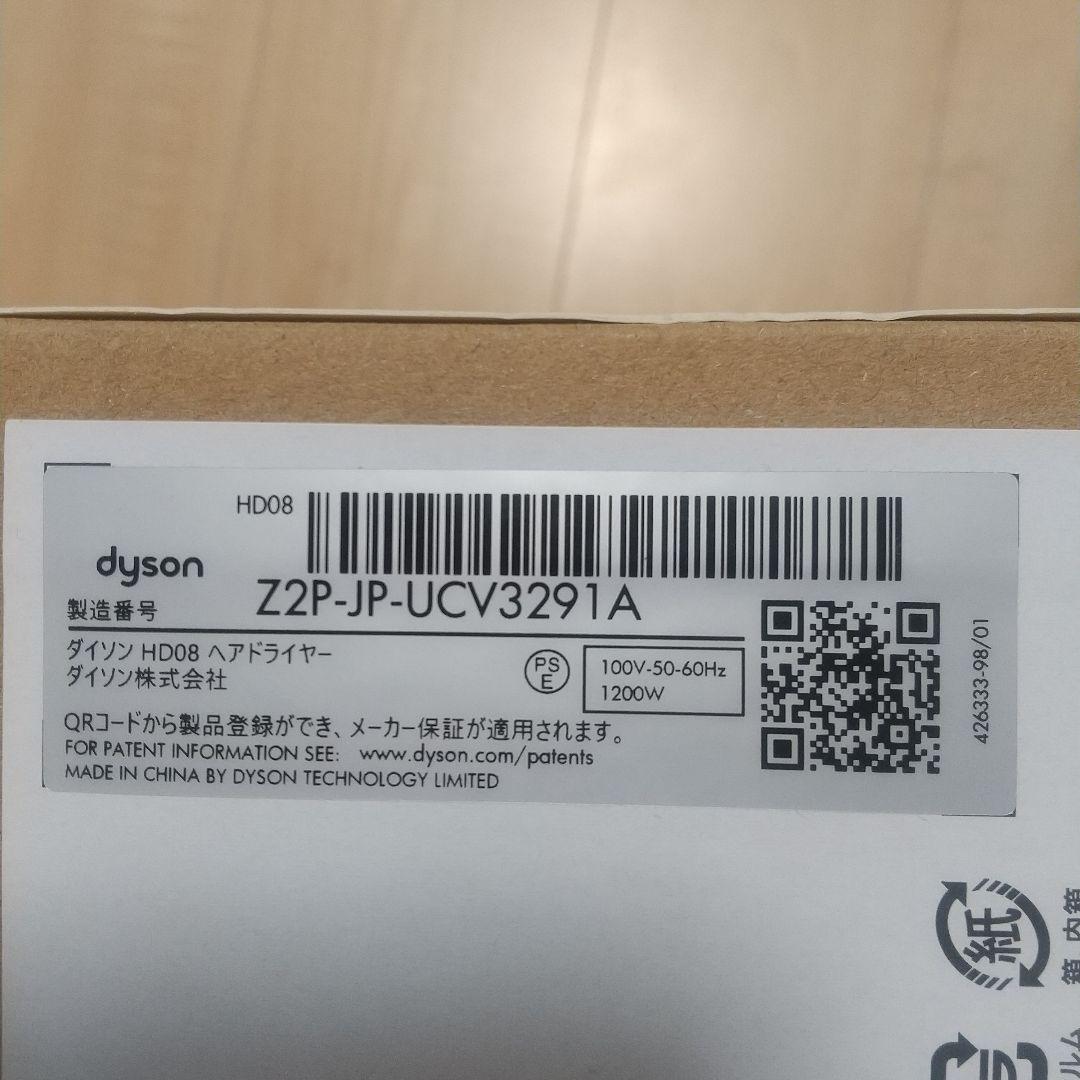 HD08
dyson
製造番号 Z2P-JP-UCV3291A
ダイソン HD08 ヘアドライヤー
ダイソン株式会社
PS
E
100V-50-60Hz
1200W
QRコードから製品登録ができ、メーカー保証が適用されます。
FOR PATENT INFORMATION SEE: www.dyson.com/patents
MADE IN CHINA BY DYSON TECHNOLOGY LIMITED
426333-98/01
紙
箱 内箱